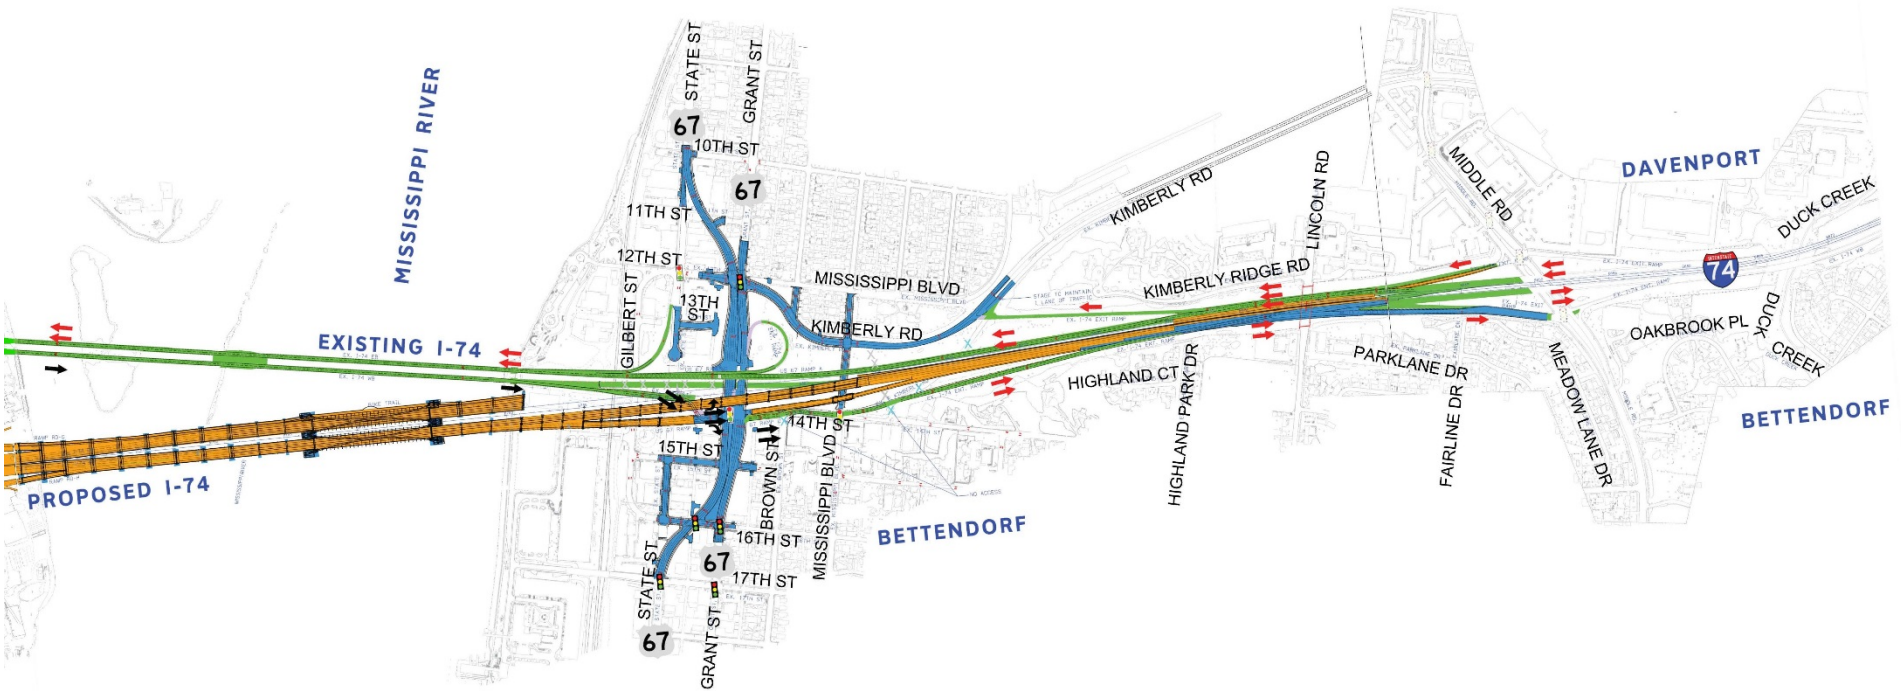 STATE ST
GRANT ST
67
10TH ST
67
11TH ST
12TH ST
13TH
ST
GILBERT ST
MISSISSIPPI RIVER
MISSISSIPPI BLVD
KIMBERLY RD
KIMBERLY RD
KIMBERLY RIDGE RD
LINCOLN RD
MIDDLE RD
DAVENPORT
DUCK CREEK
74
DUCK
CREEK
OAKBROOK PL
BETTENDORF
MEADOW LANE DR
PARKLANE DR
FAIRLINE DR
HIGHLAND PARK DR
HIGHLAND CT
EXISTING I-74
PROPOSED I-74
14TH ST
15TH ST
BROWN ST
MISSISSIPPI BLVD
NO ACCESS
BETTENDORF
16TH ST
67
17TH ST
STATE ST
67
GRANT ST